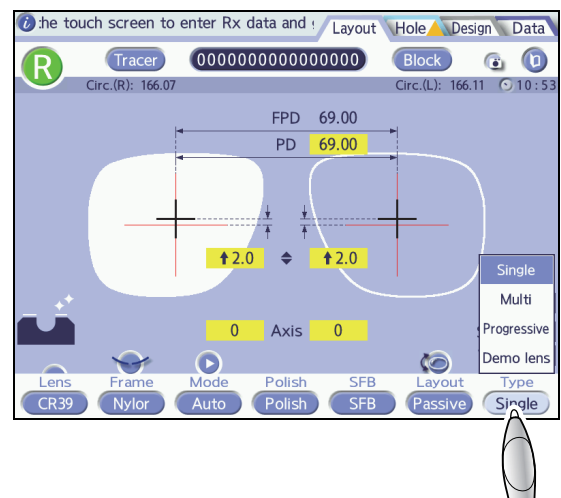 the touch screen to enter Rx data and
Layout Hole Design Data
R Tracer 00000000000000000 Block
Circ.(R): 166.07 Circ.(L): 166.11 10:53
FPD 69.00
PD 69.00
2.0 2.0
0 Axis 0
Single
Multi
Progressive
Demo lens
Lens Frame Mode Polish SFB Layout Type
CR39 Nylor Auto Polish SFB Passive Single